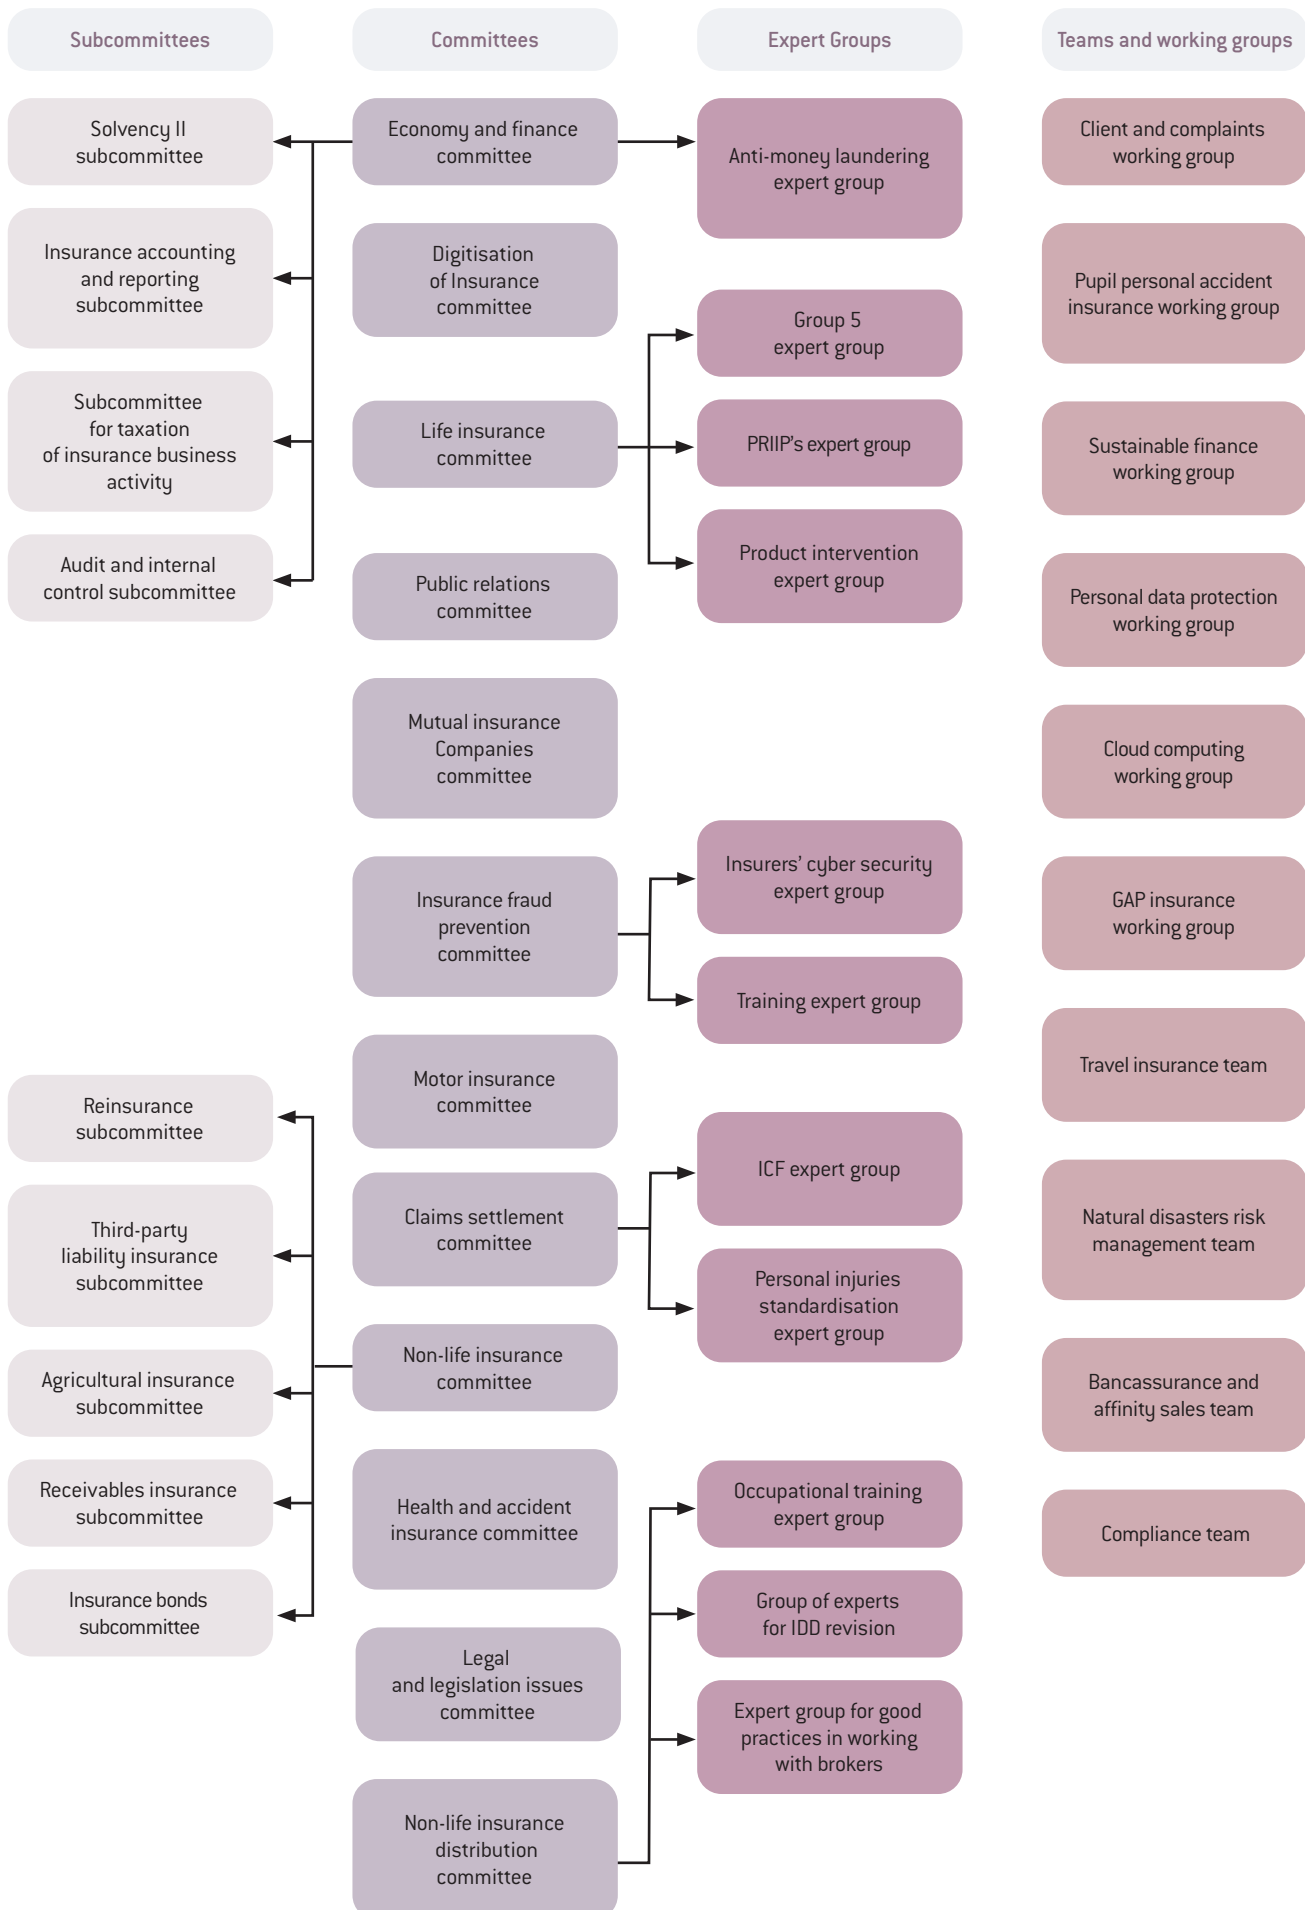 Subcommittees
Committees
Expert Groups
Teams and working groups
Solvency II
subcommittee
Insurance accounting
and reporting
subcommittee
Subcommittee
for taxation
of insurance business
activity
Audit and internal
control subcommittee
Reinsurance
subcommittee
Third-party
liability insurance
subcommittee
Agricultural insurance
subcommittee
Receivables insurance
subcommittee
Insurance bonds
subcommittee
Economy and finance
committee
Digitisation
of Insurance
committee
Life insurance
committee
Public relations
committee
Mutual insurance
Companies
committee
Insurance fraud
prevention
committee
Motor insurance
committee
Claims settlement
committee
Non-life insurance
committee
Health and accident
insurance committee
Legal
and legislation issues
committee
Non-life insurance
distribution
committee
Anti-money laundering
expert group
Group 5
expert group
PRIIP's expert group
Product intervention
expert group
Insurers' cyber security
expert group
Training expert group
ICF expert group
Personal injuries
standardisation
expert group
Occupational training
expert group
Group of experts
for IDD revision
Expert group for good
practices in working
with brokers
Client and complaints
working group
Pupil personal accident
insurance working group
Sustainable finance
working group
Personal data protection
working group
Cloud computing
working group
GAP insurance
working group
Travel insurance team
Natural disasters risk
management team
Bancassurance and
affinity sales team
Compliance team